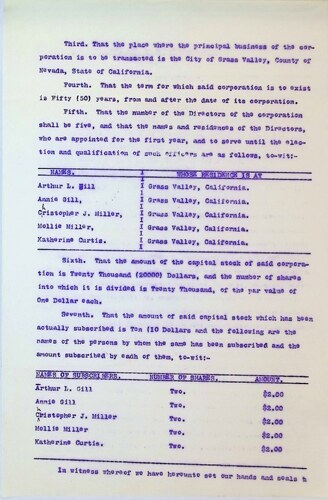 Third. That the place where the principal business of the cor-
poration is to be transacted is the City of Grass Valley, County of
Nevada, State of California.
Fourth. That the term for which said corporation is to exist
is Fifty (50) years, from and after the date of its corporation.
Fifth. That the number of the Directors of the corporation
shall be five, and that the names and residences of the Directors,
who are appointed for the first year, and to serve until the elec-
tion and qualification of such officers are as follows, to-wit:-
NAMES. WHOSE RESIDENCE IS AT
Arthur L. Gill Grass Valley, California.
Annie Gill, Grass Valley, California.
h
Cristopher J. Miller, Grass Valley, California.
Mollie Miller, Grass Valley, California.
Katherine Curtis. Grass Valley, California.
Sixth. That the amount of the capital stock of said corpora-
tion is Twenty Thousand (20000) Dollars, and the number of shares
into which it is divided is Twenty Thousand, of the par value of
One Dollar each.
Seventh. That the amount of said capital stock which has been
actually subscribed is Ten (10 Dollars and the following are the
names of the persons by whom the same has been subscribed and the
amount subscribed by each of them, to-wit:-
NAMES OF SUBSCRIBERS. NUMBER OF SHARES. AMOUNT.
Arthur L. Gill Two. $2.00
Annie Gill Two. $2.00
h
Cristopher J. Miller Two. $2.00
Mollie Miller Two. $2.00
Katherine Curtis. Two. $2.00
In witness whereof we have hereunto set our hands and seals t